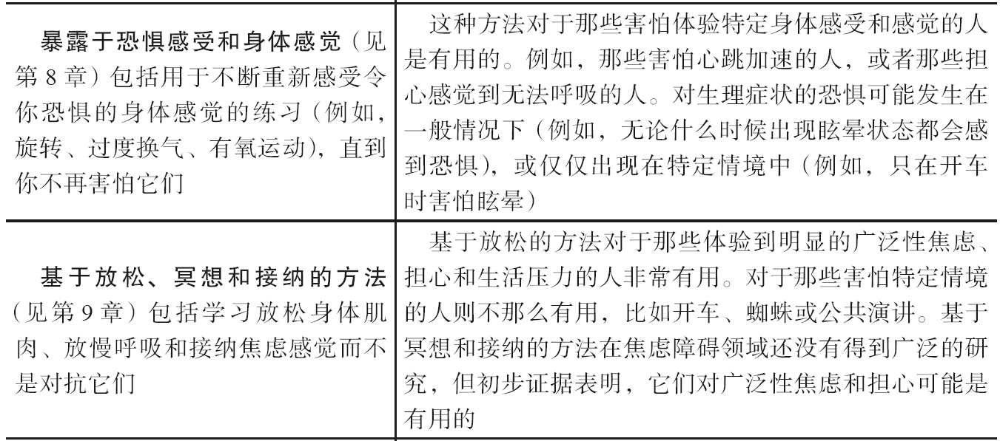 暴露于恐惧感受和身体感觉（见
第 8 章）包括用于不断重新感受令
你恐惧的身体感觉的练习（例如，
旋转、过度换气、有氧运动），直到
你不再害怕它们
这种方法对于那些害怕体验特定身体感受和感觉的人
是有用的。例如，那些害怕心跳加速的人，或者那些担
心感觉到无法呼吸的人。对生理症状的恐惧可能发生在
一般情况下（例如，无论什么时候出现眩晕状态都会感
到恐惧），或仅仅出现在特定情境中（例如，只在开车
时害怕眩晕）
基于放松、冥想和接纳的方法
（见第 9 章）包括学习放松身体肌
肉、放慢呼吸和接纳焦虑感觉而不
是对抗它们
基于放松的方法对于那些体验到明显的广泛性焦虑、
担心和生活压力的人非常有用。对于那些害怕特定情境
的人则不那么有用，比如开车、蜘蛛或公共演讲。基于
冥想和接纳的方法在焦虑障碍领域还没有得到广泛的研
究，但初步证据表明，它们对广泛性焦虑和担心可能是
有用的